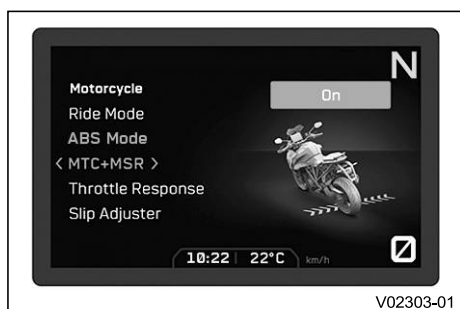 N
Motorcycle
On
Ride Mode
ABS Mode
< MTC+MSR >
Throttle Response
Slip Adjuster
10:22 22°C km/h
0
V02303-01